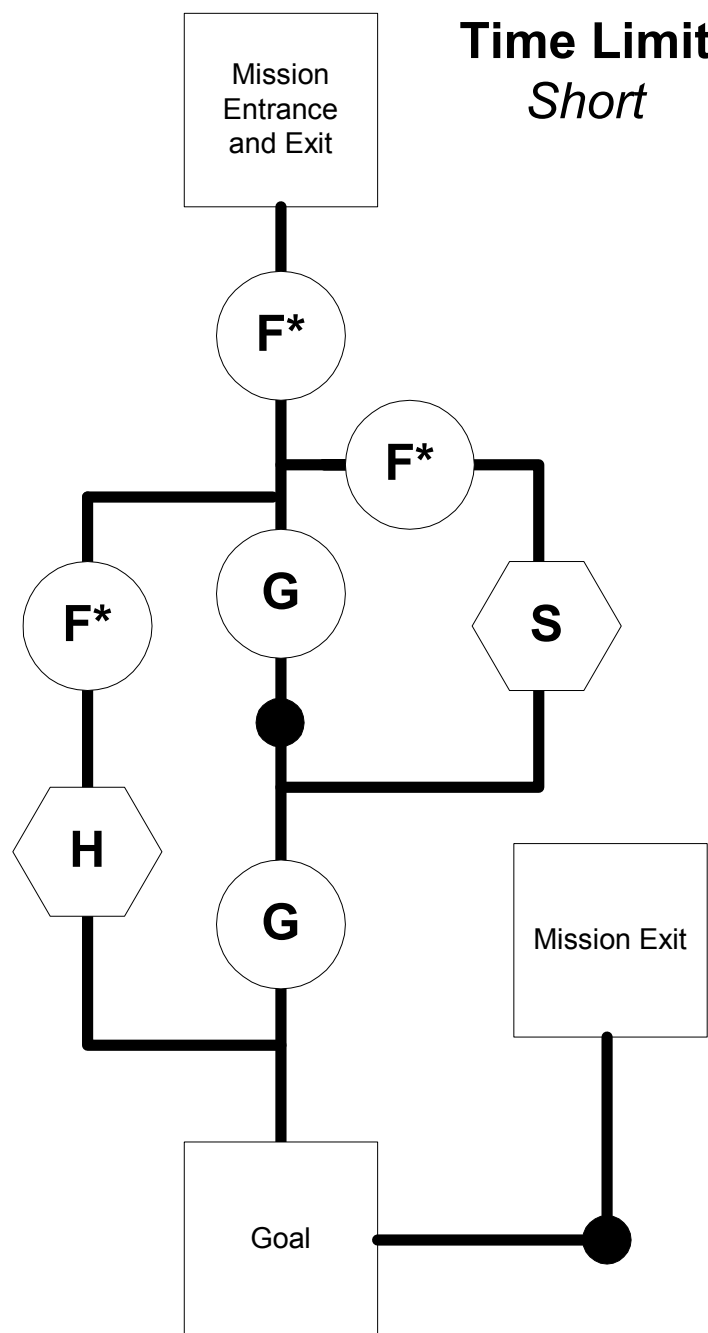 Time Limit
Short
Mission
Entrance
and Exit
F*
F*
G
F*
S
H
G
Mission Exit
Goal